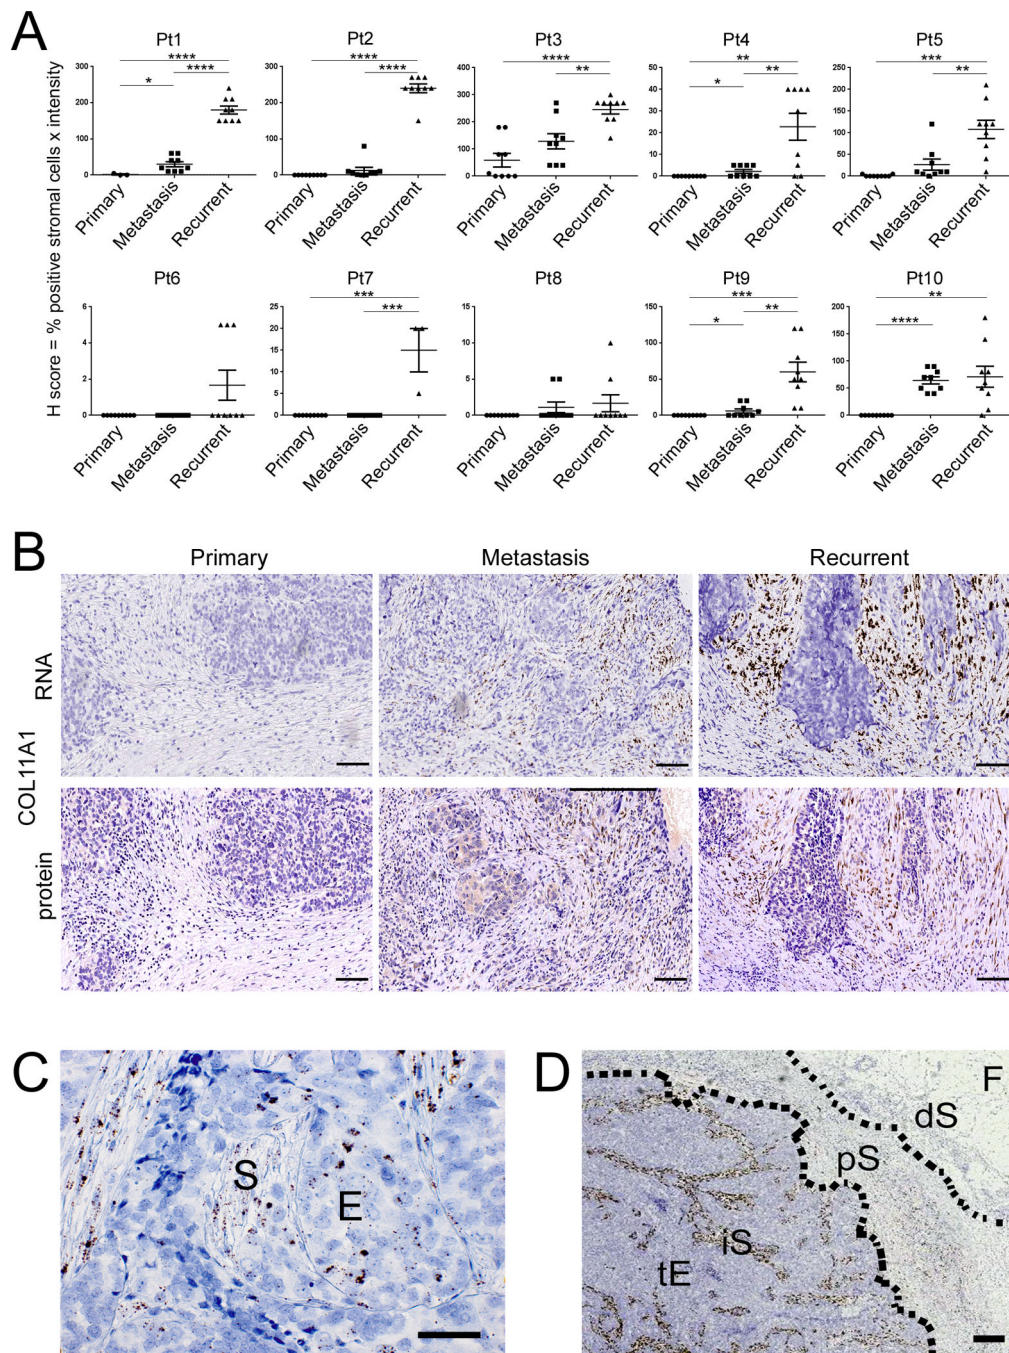 A
H score = % positive stromal cells x intensity
Pt1
****
* ****
300
200
100
0
Primary
Metastasis
Recurrent
Pt2
****
****
300
200
100
0
Primary
Metastasis
Recurrent
Pt3
****
**
400
300
200
100
0
Primary
Metastasis
Recurrent
Pt4
**
* **
50
40
30
20
10
0
Primary
Metastasis
Recurrent
Pt5
***
**
250
200
150
100
50
0
Primary
Metastasis
Recurrent
Pt6
6
4
2
0
Primary
Metastasis
Recurrent
Pt7
***
***
25
20
15
10
5
0
Primary
Metastasis
Recurrent
Pt8
15
10
5
0
Primary
Metastasis
Recurrent
Pt9
***
* **
150
100
50
0
Primary
Metastasis
Recurrent
Pt10
**
****
200
150
100
50
0
Primary
Metastasis
Recurrent
B
Primary Metastasis Recurrent
COL11A1
RNA
protein
C
S
E
D
F
dS
pS
iS
tE